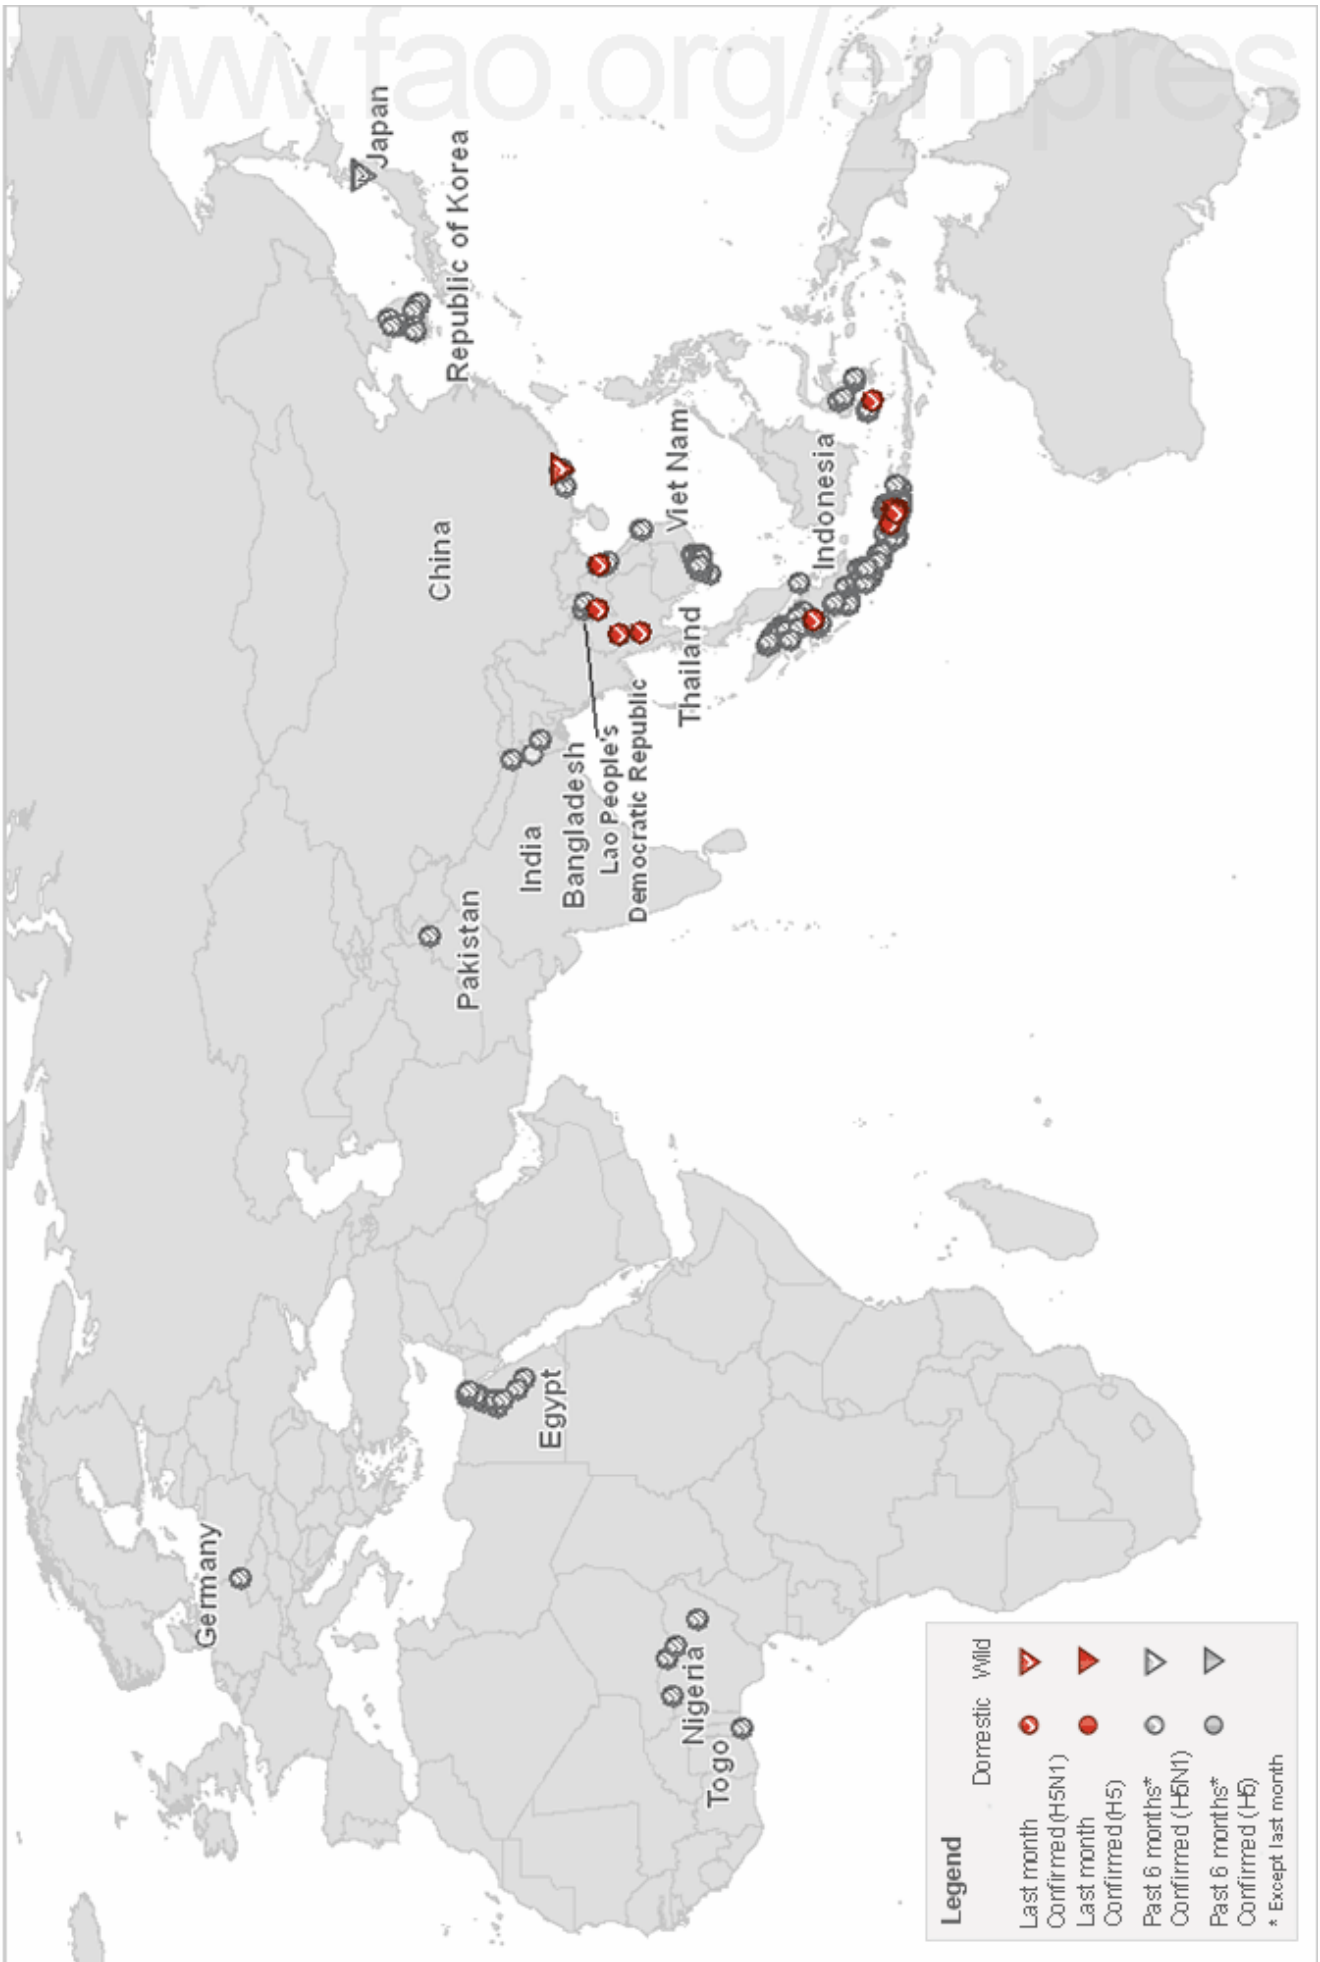 www.fao.org/empres
Japan
Republic of Korea
China
Viet Nam
Indonesia
Thailand
Lao People's
Democratic Republic
Bangladesh
India
Pakistan
Egypt
Germany
Nigeria
Togo
Legend
Domestic Wild
Last month
Confirmed (H5N1)
Last month
Confirmed (H5)
Past 6 months*
Confirmed (H5N1)
Past 6 months*
Confirmed (H5)
* Except last month